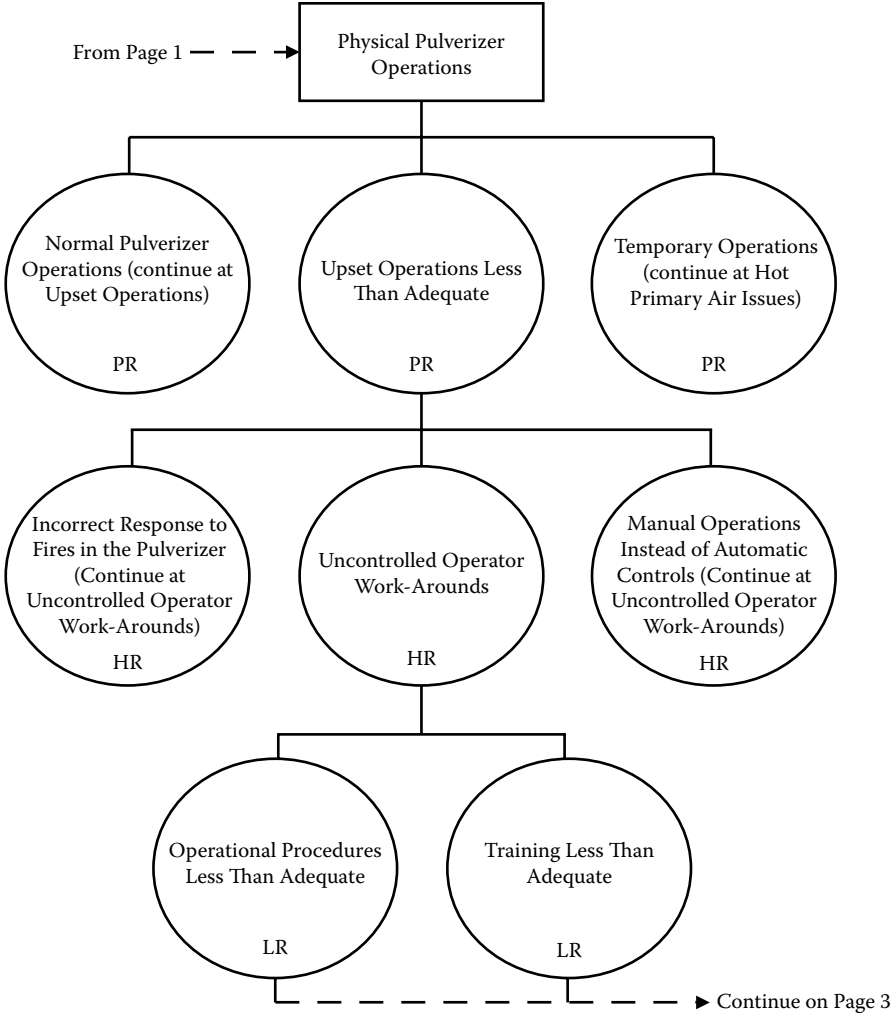 From Page 1
Physical Pulverizer
Operations
Normal Pulverizer
Operations (continue at
Upset Operations)
PR
Upset Operations Less
Than Adequate
PR
Temporary Operations
(continue at Hot
Primary Air Issues)
PR
Incorrect Response to
Fires in the Pulverizer
(Continue at
Uncontrolled Operator
Work-Arounds)
HR
Uncontrolled Operator
Work-Arounds
HR
Manual Operations
Instead of Automatic
Controls (Continue at
Uncontrolled Operator
Work-Arounds)
HR
Operational Procedures
Less Than Adequate
LR
Training Less Than
Adequate
LR
Continue on Page 3